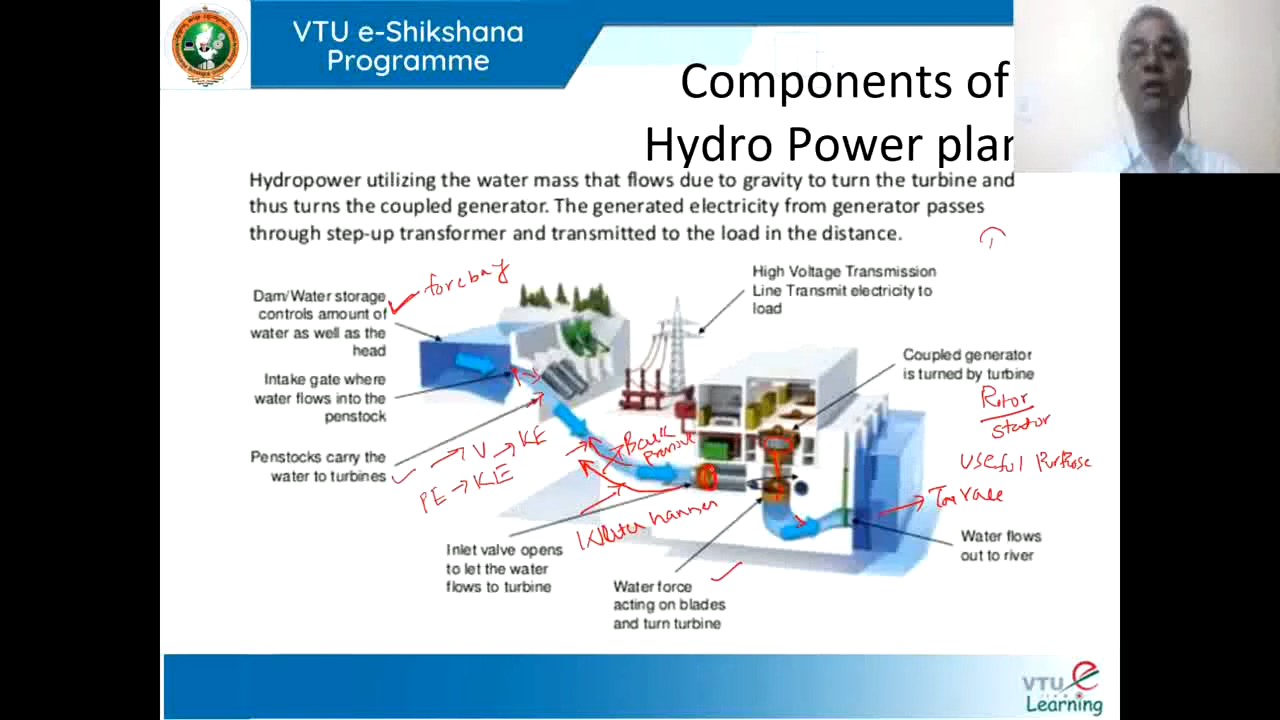 VTU e-Shikshana
Programme
Components of
Hydro Power plan
Hydropower utilizing the water mass that flows due to gravity to turn the turbine and
thus turns the coupled generator. The generated electricity from generator passes
through step-up transformer and transmitted to the load in the distance.
forebay
Dam/Water storage
controls amount of
water as well as the
head
High Voltage Transmission
Line Transmit electricity to
load
Intake gate where
water flows into the
penstock
Coupled generator
is turned by turbine
Rotor
Stator
Useful Purpose
Penstocks carry the
water to turbines
V → KE
PE → KE
Back
Pressure
Water hammer
Tail race
Inlet valve opens
to let the water
flows to turbine
Water force
acting on blades
and turn turbine
Water flows
out to river
VTU e
Learning